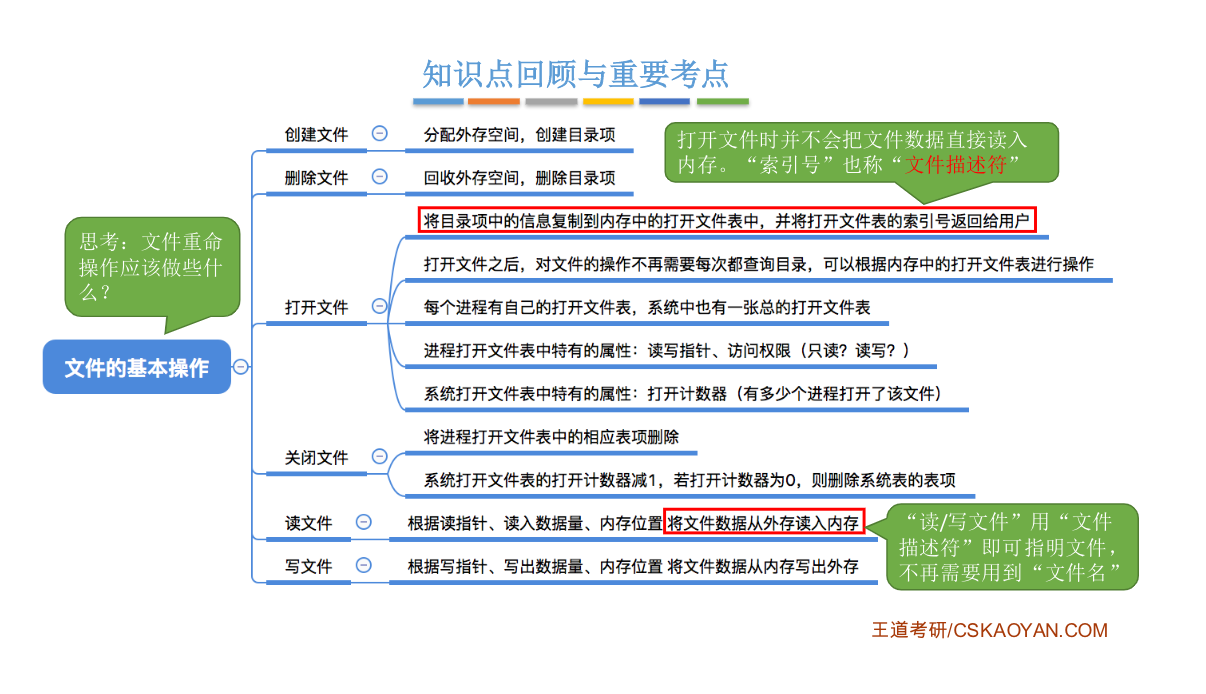 知识点回顾与重要考点
打开文件时并不会把文件数据直接读入
内存。“索引号”也称“文件描述符”
思考：文件重命
操作应该做些什
么？
文件的基本操作
创建文件
分配外存空间，创建目录项
删除文件
回收外存空间，删除目录项
打开文件
将目录项中的信息复制到内存中的打开文件表中，并将打开文件表的索引号返回给用户
打开文件之后，对文件的操作不再需要每次都查询目录，可以根据内存中的打开文件表进行操作
每个进程有自己的打开文件表，系统中也有一张总的打开文件表
进程打开文件表中特有的属性：读写指针、访问权限（只读？读写？）
系统打开文件表中特有的属性：打开计数器（有多少个进程打开了该文件）
关闭文件
将进程打开文件表中的相应表项删除
系统打开文件表的打开计数器减1，若打开计数器为0，则删除系统表的表项
读文件
根据读指针、读入数据量、内存位置 将文件数据从外存读入内存
写文件
根据写指针、写出数据量、内存位置 将文件数据从内存写出外存
“读/写文件”用“文件
描述符”即可指明文件，
不再需要用到“文件名”
王道考研/CSKAOYAN.COM